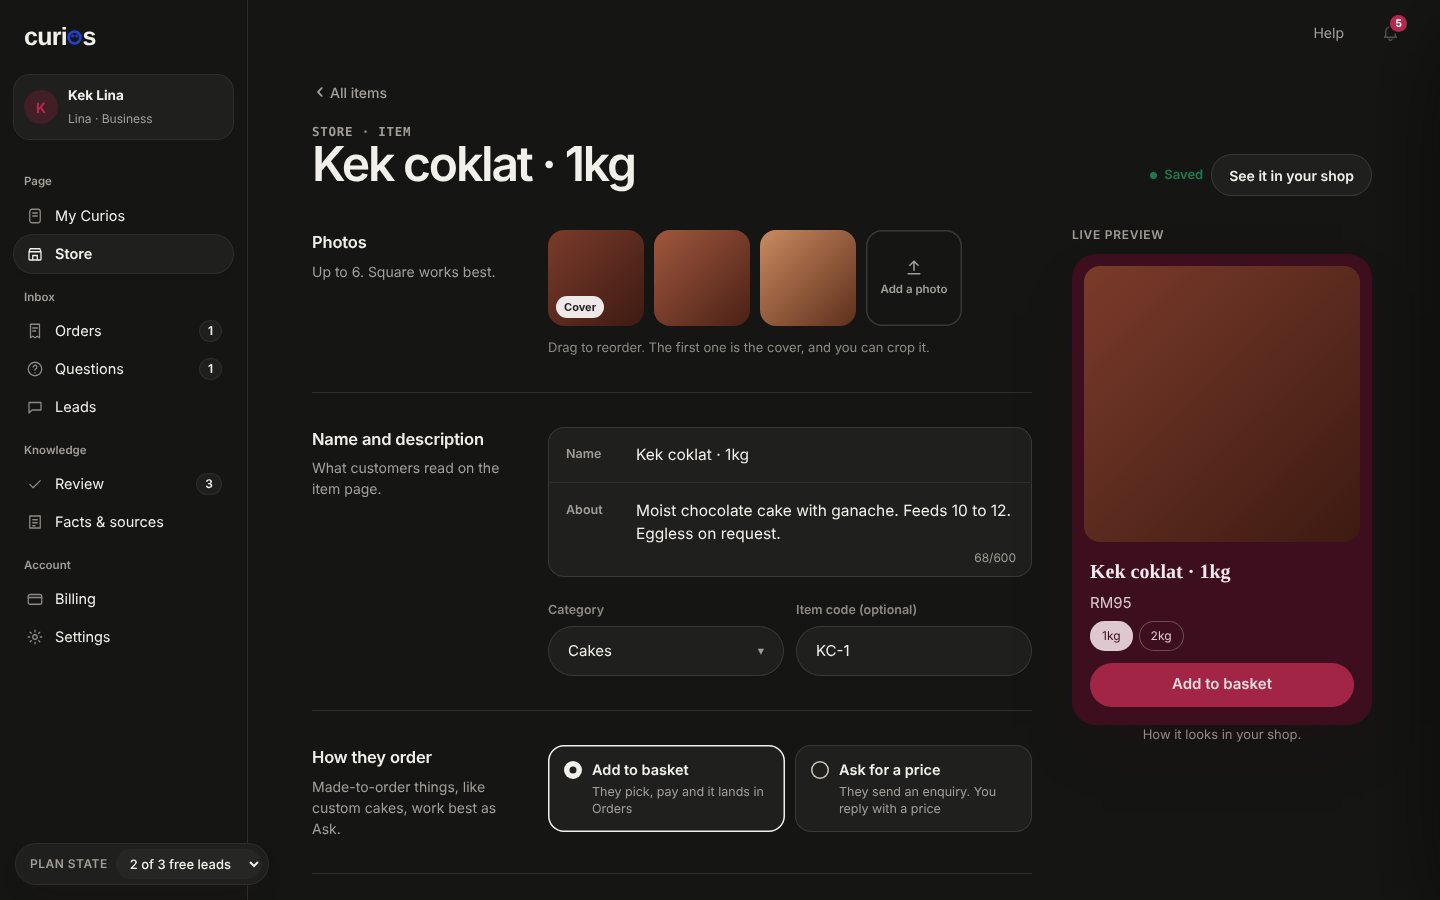 curios
K
Kek Lina
Lina · Business
Page
My Curios
Store
Inbox
Orders
1
Questions
1
Leads
Knowledge
Review
3
Facts & sources
Account
Billing
Settings
PLAN STATE
2 of 3 free leads
Help
5
All items
STORE · ITEM
Kek coklat · 1kg
Saved
See it in your shop
Photos
Up to 6. Square works best.
Cover
Add a photo
Drag to reorder. The first one is the cover, and you can crop it.
Name and description
What customers read on the
item page.
Name
Kek coklat · 1kg
About
Moist chocolate cake with ganache. Feeds 10 to 12.
Eggless on request.
68/600
Category
Cakes
Item code (optional)
KC-1
How they order
Made-to-order things, like
custom cakes, work best as
Ask.
Add to basket
They pick, pay and it lands in
Orders
Ask for a price
They send an enquiry. You
reply with a price
LIVE PREVIEW
Kek coklat · 1kg
RM95
1kg
2kg
Add to basket
How it looks in your shop.